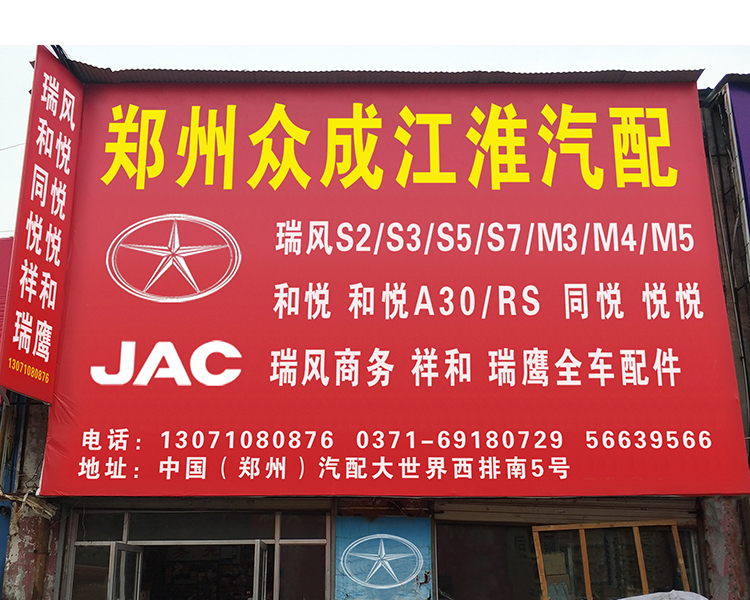 郑州众成江淮汽配
瑞风S2/S3/S5/S7/M3/M4/M5
和悦 和悦A30/RS 同悦 悦悦
JAC 瑞风商务 祥和 瑞鹰全车配件
电话：13071080876 0371-69180729 56639566
地址：中国（郑州）汽配大世界西排南5号
瑞风
和悦
同悦
悦悦
祥和
瑞鹰
13071080876